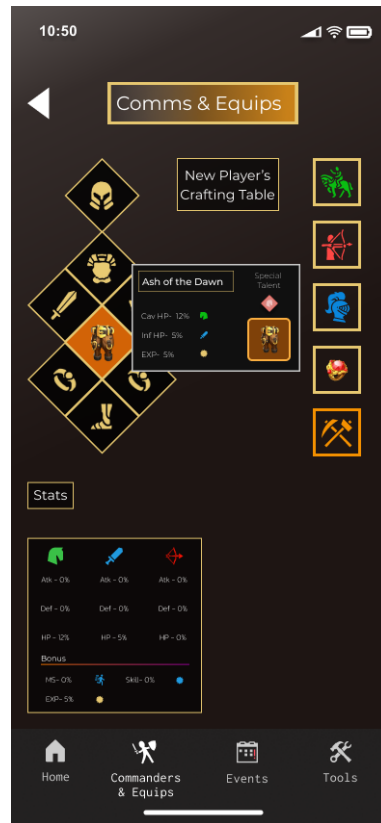 10:50
Comms & Equips
New Player's
Crafting Table
Ash of the Dawn
Special
Talent
Cav HP- 12%
Inf HP- 5%
EXP- 5%
Stats
Atk - 0% Atk - 0% Atk - 0%
Def - 0% Def - 0% Def - 0%
HP - 12% HP - 5% HP - 0%
Bonus
MS- 0% Skill- 0%
EXP- 5%
Home Commanders
& Equips Events Tools